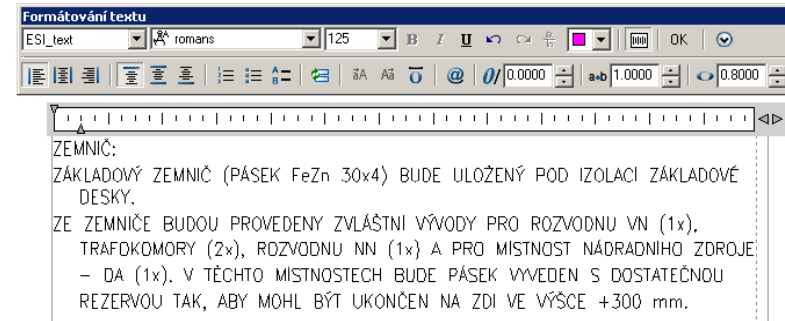 Formátování textu
ESI_text romans 125 B I U OK
0.0000 a•b 1.0000 0.8000
ZEMNIČ:
ZÁKLADOVÝ ZEMNIČ (PÁSEK FeZn 30x4) BUDE ULOŽENÝ POD IZOLACÍ ZÁKLADOVÉ
DESKY.
ZE ZEMNIČE BUDOU PROVEDENY ZVLÁŠTNÍ VÝVODY PRO ROZVODNU VN (1x),
TRAFOKOMORY (2x), ROZVODNU NN (1x) A PRO MÍSTNOST NÁDRADNÍHO ZDROJE
– DA (1x). V TĚCHTO MÍSTNOSTECH BUDE PÁSEK VYVEDEN S DOSTATEČNOU
REZERVOU TAK, ABY MOHL BÝT UKONČEN NA ZDI VE VÝŠCE +300 mm.